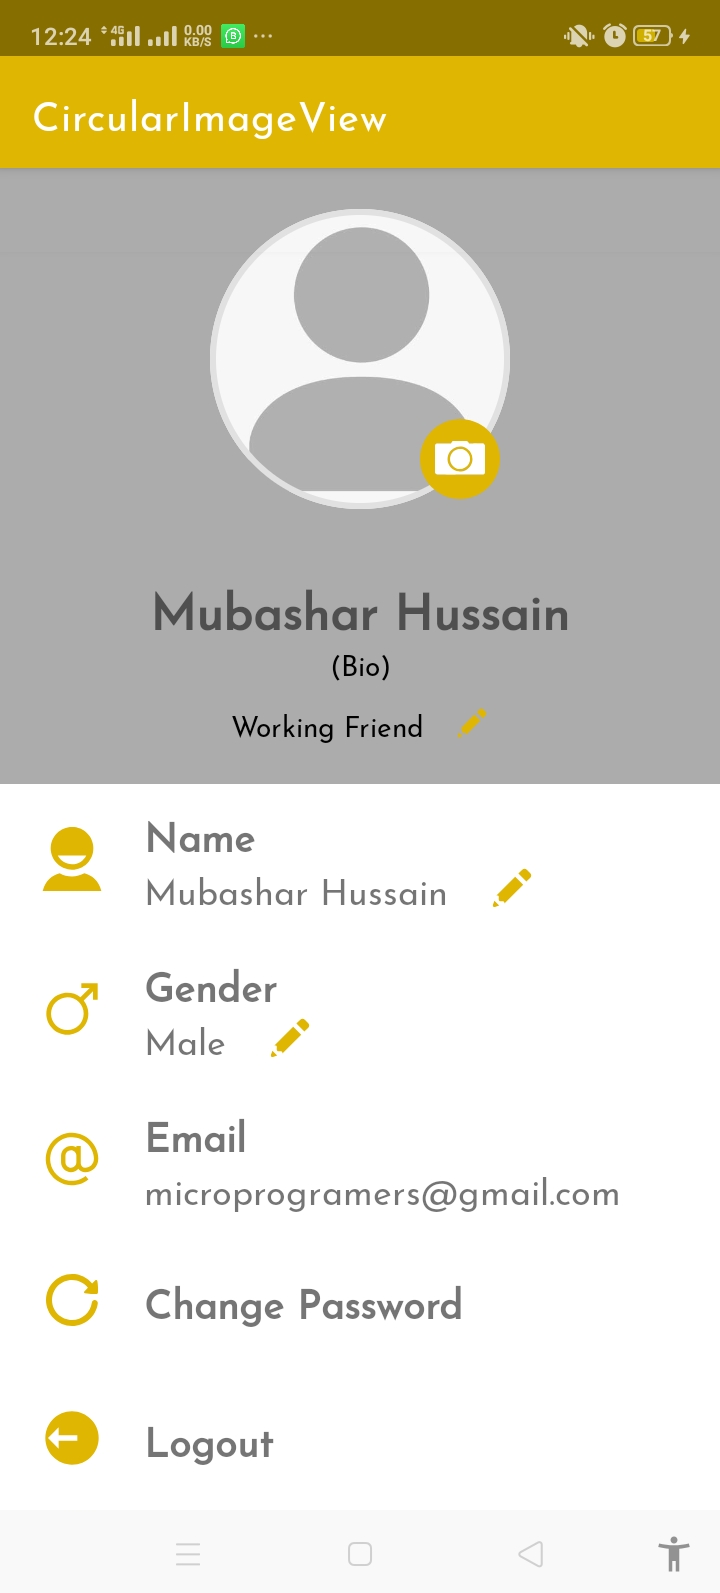 12:24 4G 0.00 KB/S B 57
CircularImageView
Mubashar Hussain
(Bio)
Working Friend
Name
Mubashar Hussain
Gender
Male
@ Email
microprogramers@gmail.com
Change Password
Logout